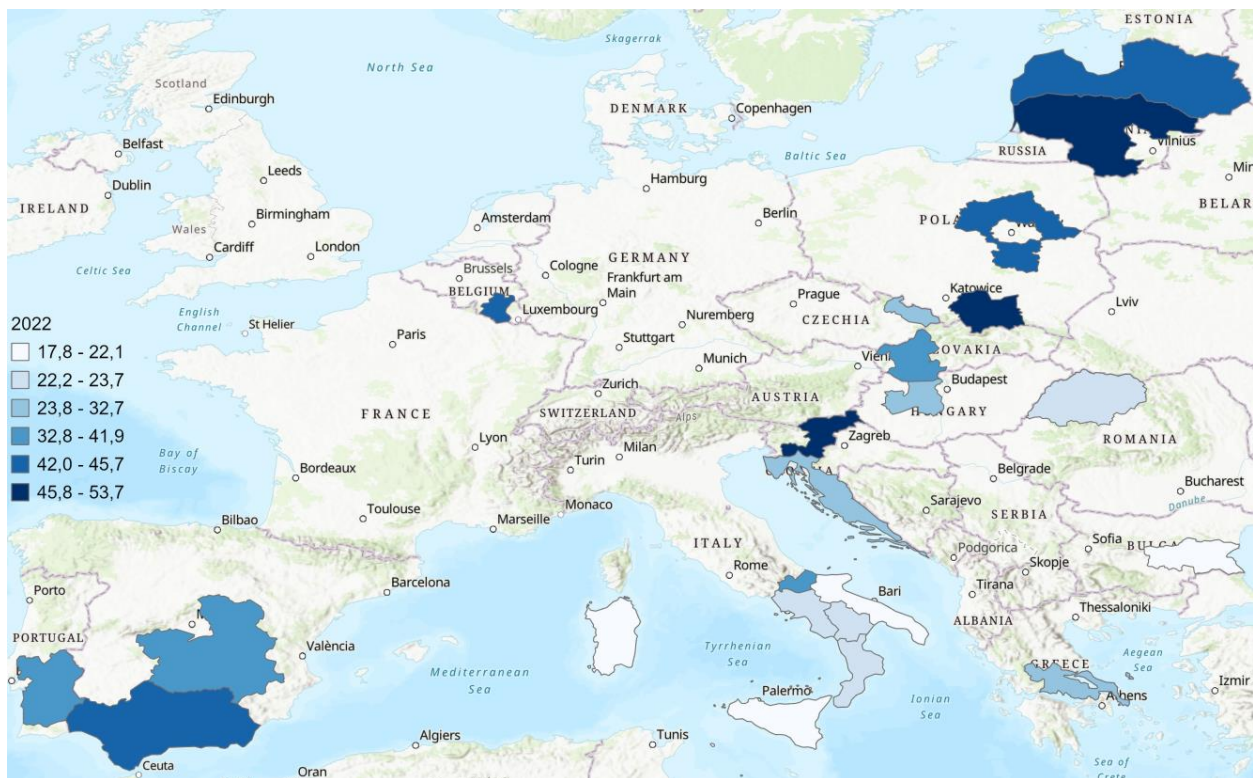 ESTONIA
Skagerrak
North Sea
Scotland
Edinburgh
DENMARK
Copenhagen
Belfast
Baltic Sea
RUSSIA
Vilnius
Dublin
Leeds
Hamburg
IRELAND
Birmingham
Amsterdam
Berlin
BELAR
Wales
Cardiff
London
Celtic Sea
Brussels
Cologne
GERMANY
BELGIUM
Frankfurt am
Main
Katowice
Prague
Lviv
English
Channel
St Helier
Luxembourg
Nuremberg
CZECHIA
2022
Paris
Stuttgart
17,8 - 22,1
Munich
22,2 - 23,7
Zurich
Budapest
23,8 - 32,7
AUSTRIA
32,8 - 41,9
FRANCE
SWITZERLAND
Alps
HUNGARY
42,0 - 45,7
Lyon
Milan
Zagreb
ROMANIA
45,8 - 53,7
Turin
Bay of
Biscay
Bordeaux
Belgrade
Bucharest
Danube
Sarajevo
Toulouse
Monaco
SERBIA
Bilbao
Marseille
ITALY
Podgorica
Sofia
Rome
Skopje
Porto
Barcelona
Bari
Tirana
Thessaloniki
PORTUGAL
ALBANIA
València
Tyrrhenian
Sea
GREECE
Aegean
Sea
Mediterranean
Sea
Palermo
Ionian
Sea
Athens
Izmir
Algiers
Tunis
Ceuta
Oran
Sea of
Crete